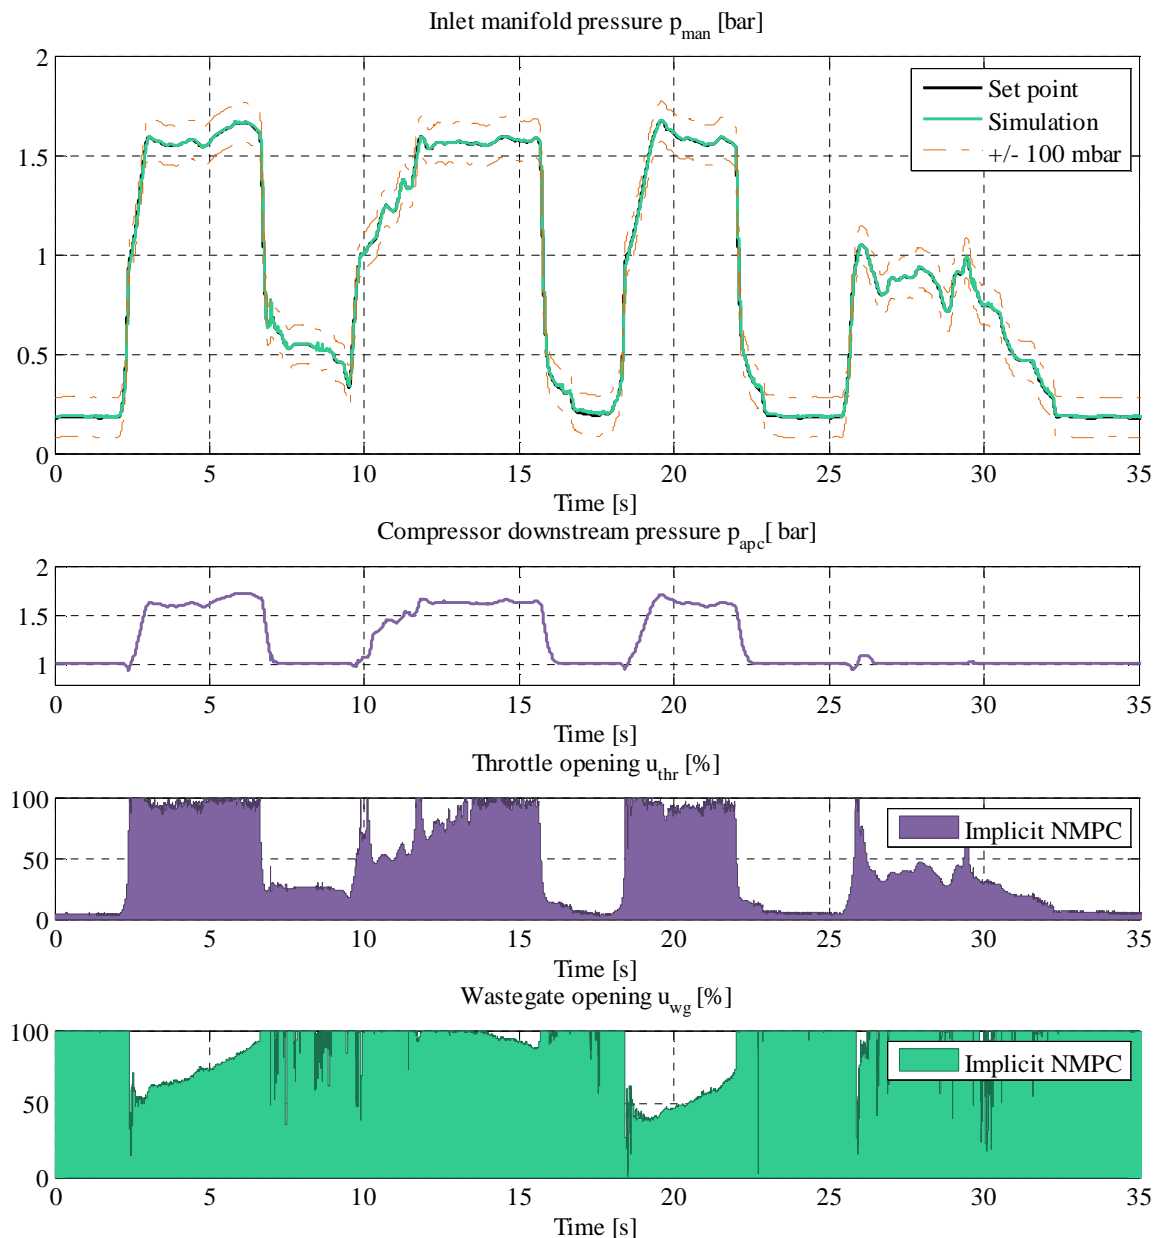 Inlet manifold pressure p_man [bar]
2
1.5
1
0.5
0
Set point
Simulation
+/- 100 mbar
0 5 10 15 20 25 30 35
Time [s]
Compressor downstream pressure p_apc[ bar]
2
1.5
1
0 5 10 15 20 25 30 35
Time [s]
Throttle opening u_thr [%]
100
50
0
Implicit NMPC
0 5 10 15 20 25 30 35
Time [s]
Wastegate opening u_wg [%]
100
50
0
Implicit NMPC
0 5 10 15 20 25 30 35
Time [s]